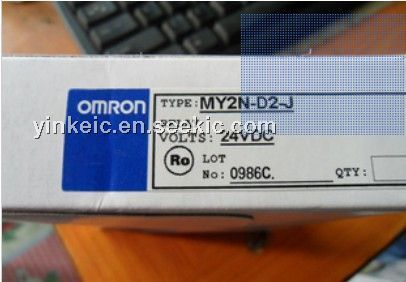 OMRON
TYPE: MY2N-D2-J
VOLTS: 24VDC
Ro
LOT
No: 0986C.
QTY:
yinkeic.en.seekic.com